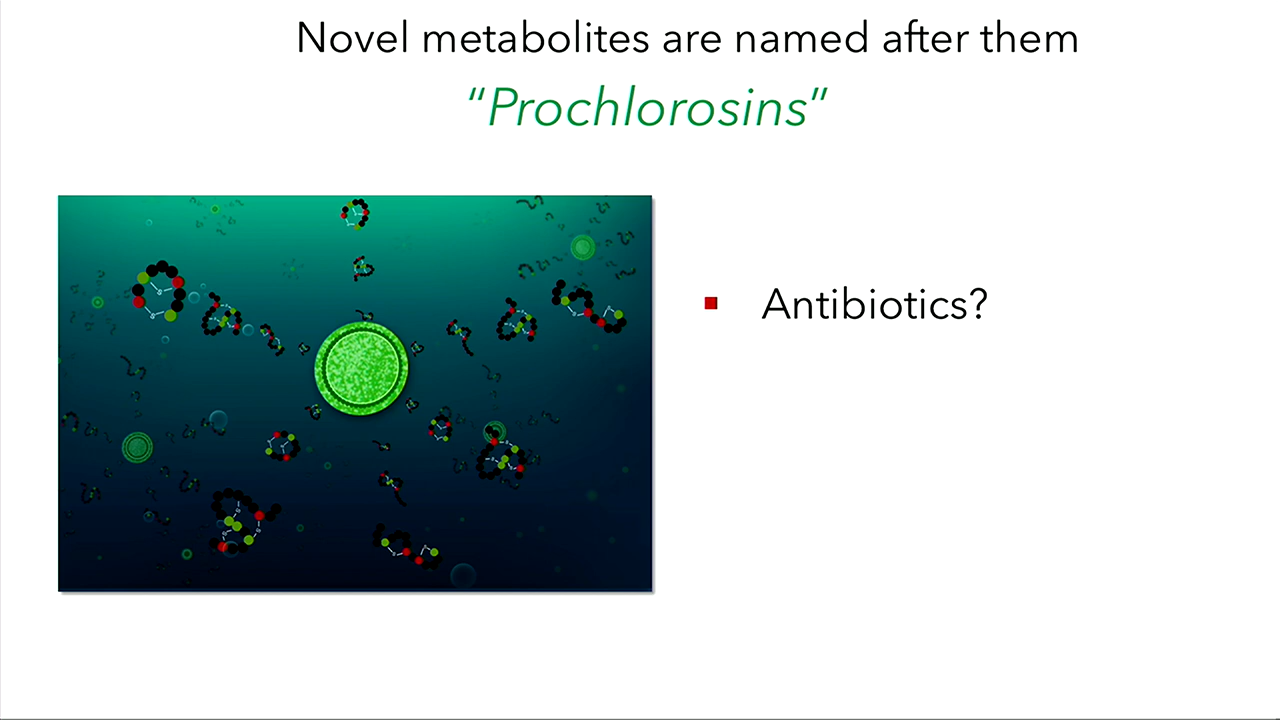 Novel metabolites are named after them
“Prochlorosins”
Antibiotics?